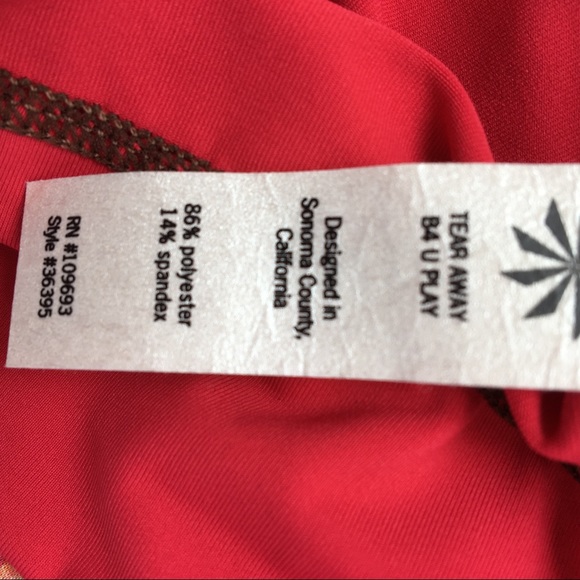 TEAR AWAY
B4 U PLAY
Designed in
Sonoma County,
California
86% polyester
14% spandex
RN #109693
Style #36395